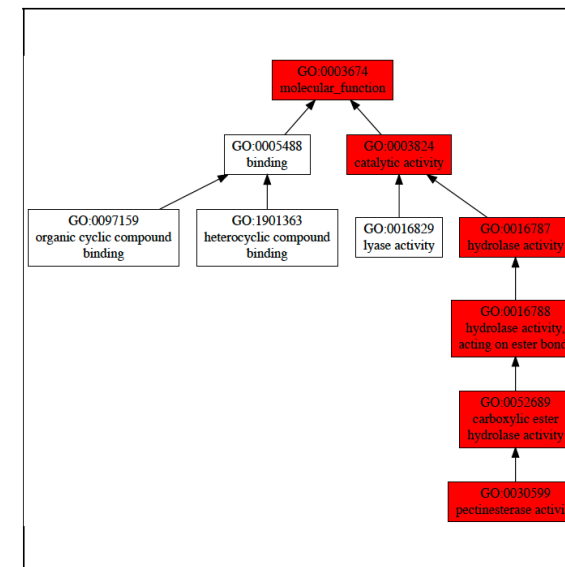 GO:0003674
molecular_function
GO:0005488
binding
GO:0003824
catalytic activity
GO:0097159
organic cyclic compound
binding
GO:1901363
heterocyclic compound
binding
GO:0016829
lyase activity
GO:0016787
hydrolase activity
GO:0016788
hydrolase activity,
acting on ester bond
GO:0052689
carboxylic ester
hydrolase activity
GO:0030599
pectinesterase activi